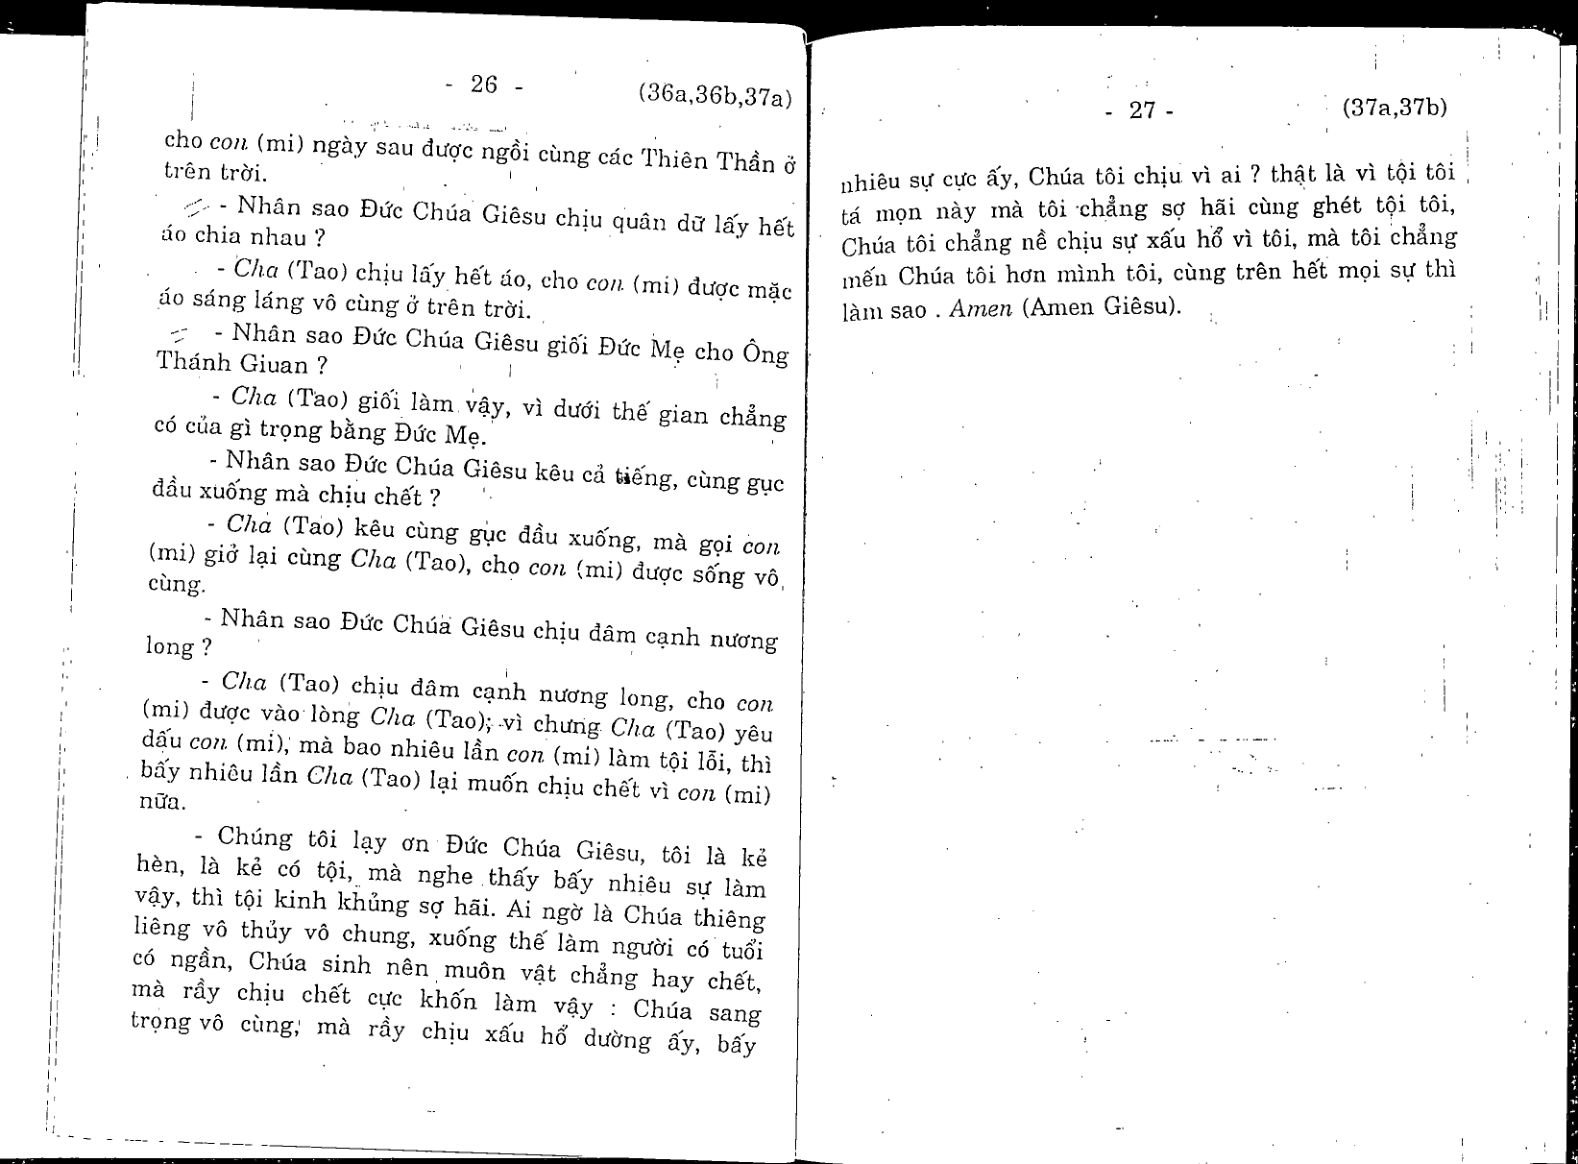 - 26 -
(36a,36b,37a)
cho con (mi) ngày sau được ngồi cùng các Thiên Thần ở
trên trời.
- Nhân sao Đức Chúa Giêsu chịu quân dữ lấy hết
áo chia nhau ?
- Cha (Tao) chịu lấy hết áo, cho con (mi) được mặc
áo sáng láng vô cùng ở trên trời.
- Nhân sao Đức Chúa Giêsu giối Đức Mẹ cho Ông
Thánh Giuan ?
- Cha (Tao) giối làm vậy, vì dưới thế gian chẳng
có của gì trọng bằng Đức Mẹ.
- Nhân sao Đức Chúa Giêsu kêu cả tiếng, cùng gục
đầu xuống mà chịu chết ?
- Cha (Tao) kêu cùng gục đầu xuống, mà gọi con
(mi) giở lại cùng Cha (Tao), cho con (mi) được sống vô
cùng.
- Nhân sao Đức Chúa Giêsu chịu đâm cạnh nương
long ?
- Cha (Tao) chịu đâm cạnh nương long, cho con
(mi) được vào lòng Cha (Tao); vì chưng Cha (Tao) yêu
dấu con (mi), mà bao nhiêu lần con (mi) làm tội lỗi, thì
bấy nhiêu lần Cha (Tao) lại muốn chịu chết vì con (mi)
nữa.
- Chúng tôi lạy ơn Đức Chúa Giêsu, tôi là kẻ
hèn, là kẻ có tội, mà nghe thấy bấy nhiêu sự làm
vậy, thì tội kinh khủng sợ hãi. Ai ngờ là Chúa thiêng
liêng vô thủy vô chung, xuống thế làm người có tuổi
có ngần, Chúa sinh nên muôn vật chẳng hay chết,
mà rầy chịu chết cực khốn làm vậy : Chúa sang
trọng vô cùng, mà rầy chịu xấu hổ dường ấy, bấy
- 27 -
(37a,37b)
nhiêu sự cực ấy, Chúa tôi chịu vì ai ? thật là vì tội tôi
tá mọn này mà tôi chẳng sợ hãi cùng ghét tội tôi,
Chúa tôi chẳng nề chịu sự xấu hổ vì tôi, mà tôi chẳng
mến Chúa tôi hơn mình tôi, cùng trên hết mọi sự thì
làm sao . Amen (Amen Giêsu).